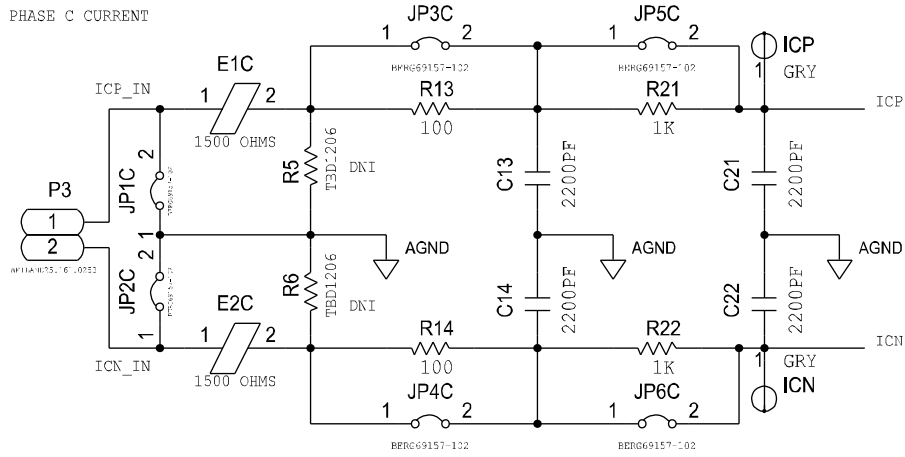 PHASE C CURRENT
JP3C
1 2
BERG69157-102
JP5C
1 2
BERG69157-102
ICP
1
GRY
E1C
ICP_IN
1 2
1500 OHMS
R13
100
R21
1K
ICP
2
JP1C
1
R5
TBD1206
DNI
C13
2200PF
C21
2200PF
P3
1
2
AGND
AGND
AGND
2
JP2C
1
R6
TBD1206
DNI
C14
2200PF
C22
2200PF
E2C
ICN_IN
1 2
1500 OHMS
R14
100
R22
1K
ICN
1
GRY
ICN
JP4C
1 2
BERG69157-102
JP6C
1 2
BERG69157-102